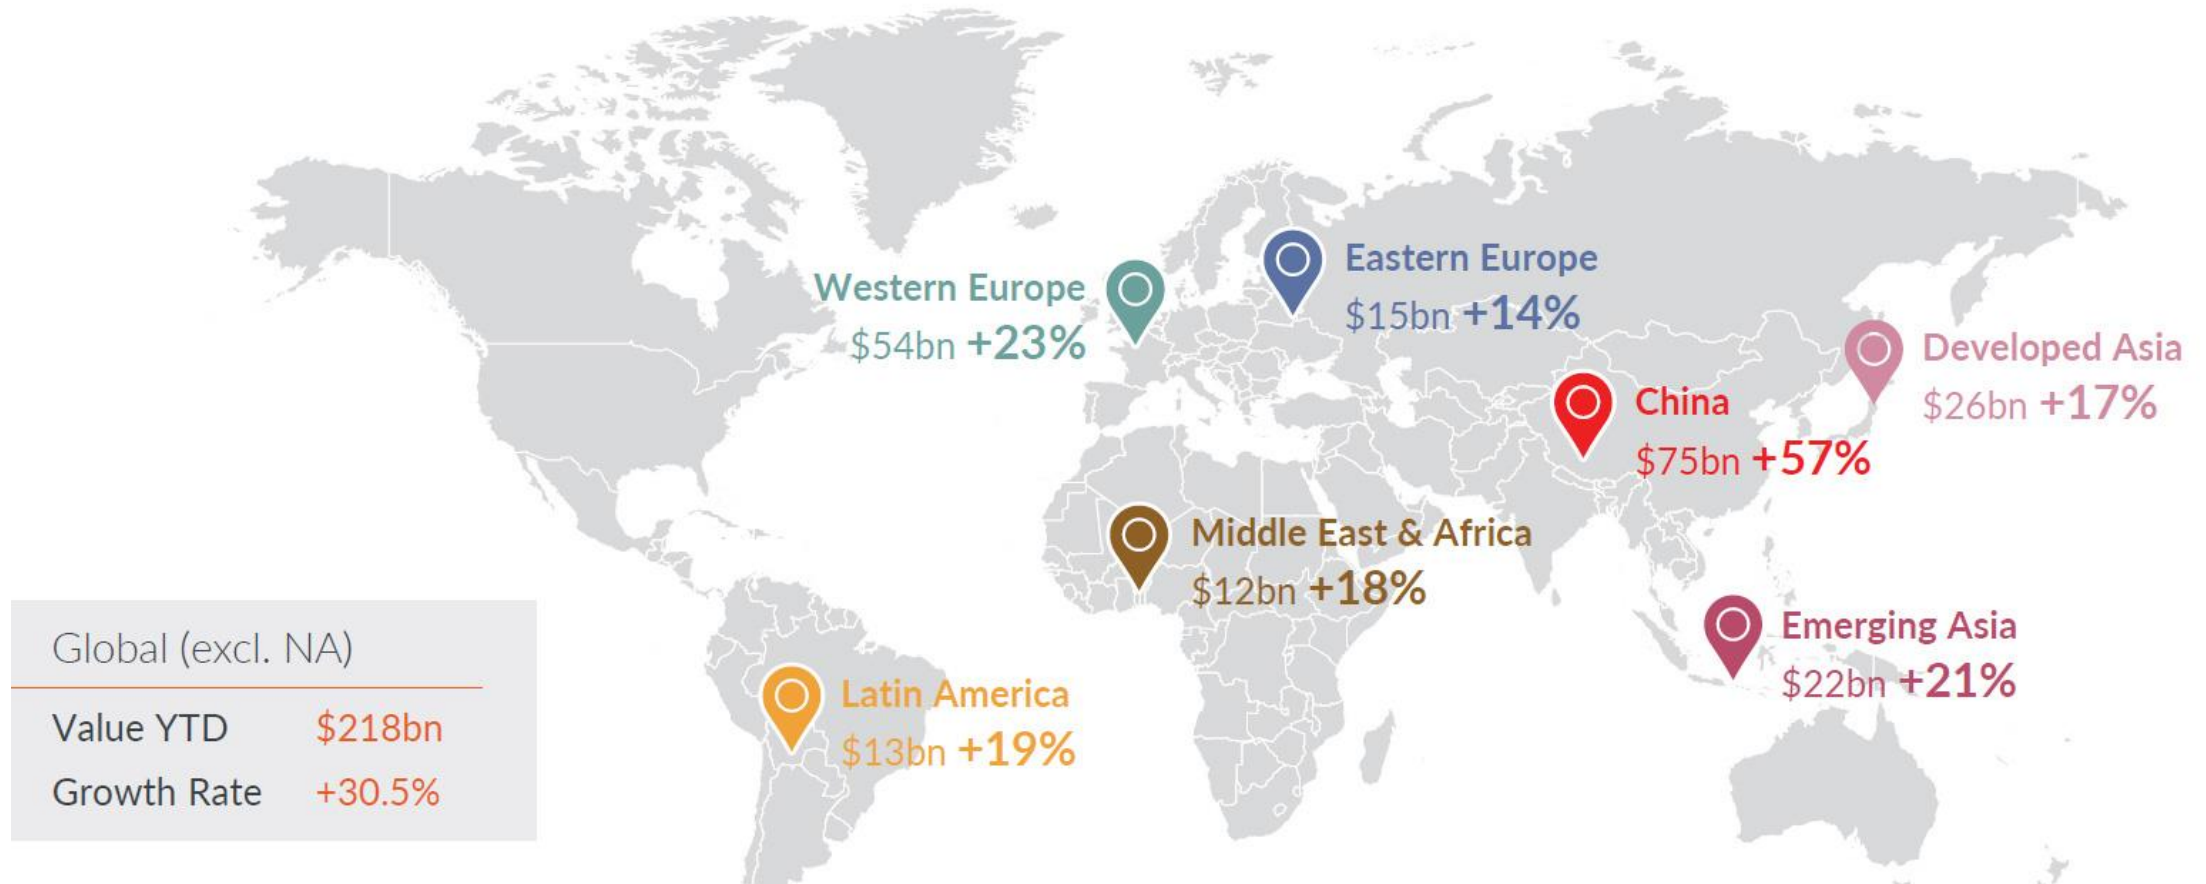 Western Europe
$54bn +23%
Eastern Europe
$15bn +14%
Developed Asia
$26bn +17%
China
$75bn +57%
Middle East & Africa
$12bn +18%
Emerging Asia
$22bn +21%
Latin America
$13bn +19%
Global (excl. NA)
Value YTD $218bn
Growth Rate +30.5%